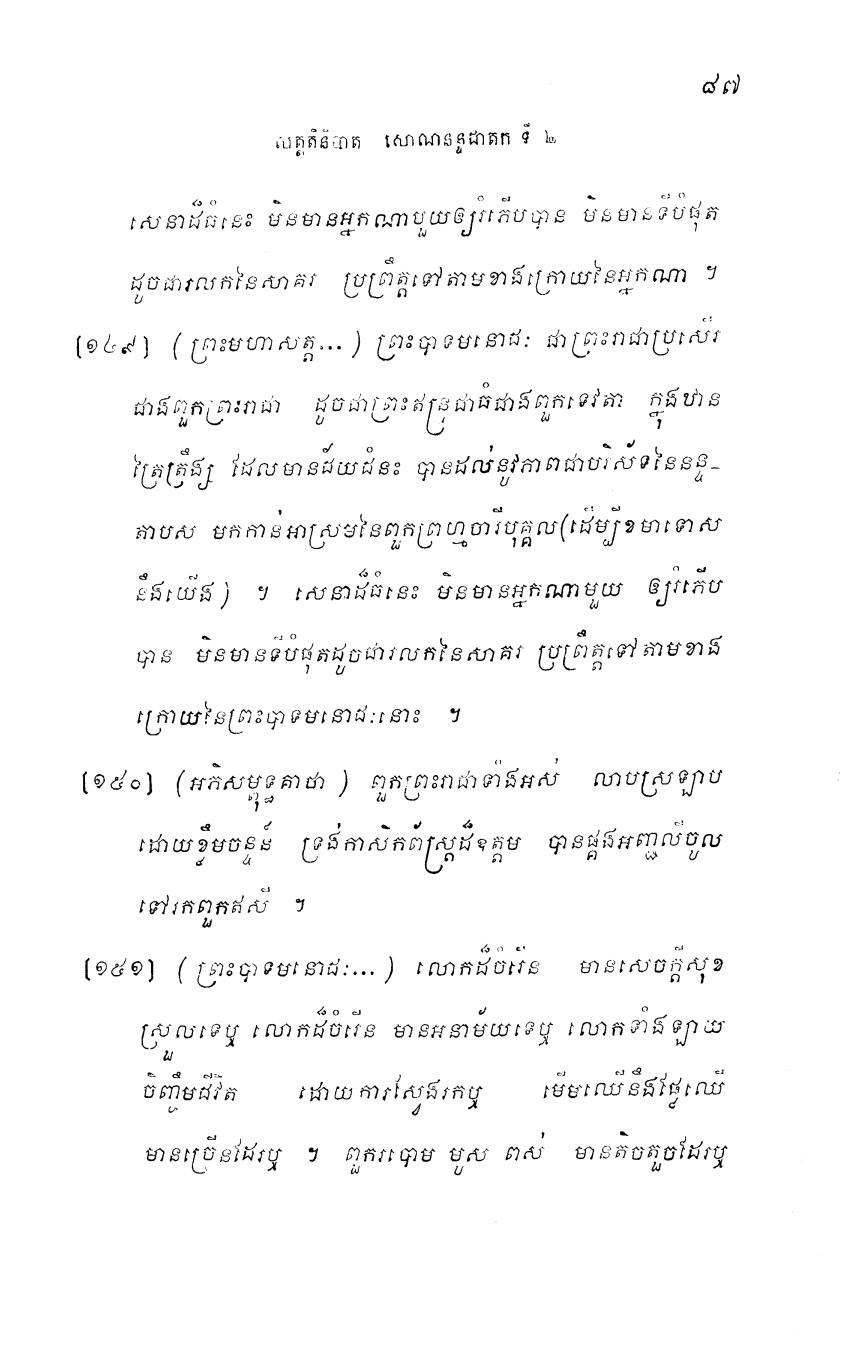 ៨៧
សត្តតិនិបាត សោណនន្ទជាតក ទី ២
សេនាដ៏ធំនេះ មិនមានអ្នកណាបួយឲ្យរំភើបបាន មិនមានទីបំផុត
ដូចជារលកនៃសាគរ ប្រព្រឹត្តទៅតាមខាងក្រោយនៃអ្នកណា ។
[១៤៩] (ព្រះមហាសត្ត...) ព្រះបាទមនោជៈ ជាព្រះរាជាប្រសើរ
ជាងពួកព្រះរាជា ដូចជាព្រះឥន្រ្ទជាធំជាងពួកទេវតា ក្នុងឋាន
ត្រៃត្រឹង្ស ដែលមានជ័យជំនះ បានដល់នូវភាពជាបរិស័ទនៃនន្ទ-
តាបស មកកាន់អាស្រមនៃពួកព្រហ្មចារីបុគ្គល(ដើម្បីខមាទោស
នឹងយើង) ។ សេនាដ៏ធំនេះ មិនមានអ្នកណាមួយ ឲ្យរំភើប
បាន មិនមានទីបំផុតដូចជារលកនៃសាគរ ប្រព្រឹត្តទៅតាមខាង
ក្រោយនៃព្រះបាទមនោជៈនោះ ។
[១៥០] (អភិសម្ពុទ្ធគាថា) ពួកព្រះរាជាទាំងអស់ លាបស្រឡាប
ដោយខ្លឹមចន្ទន៍ ទ្រង់កាសិកព័ស្រ្តដ៏ឧត្តម បានផ្គងអញ្ជលីចូល
ទៅរកពួកឥសី ។
[១៥១] (ព្រះបាទមនោជៈ...) លោកដ៏ចំរើន មានសេចក្តីសុខ
ស្រួលទេឬ លោកដ៏ចំរើន មានអនាម័យទេឬ លោកទាំងឡាយ
ចិញ្ចឹមជីវិត ដោយការស្វែងរកឬ មើមឈើនឹងផ្លែឈើ
មានច្រើនដែរឬ ។ ពួករបោម មូស ពស់ មានតិចតួចដែរឬ